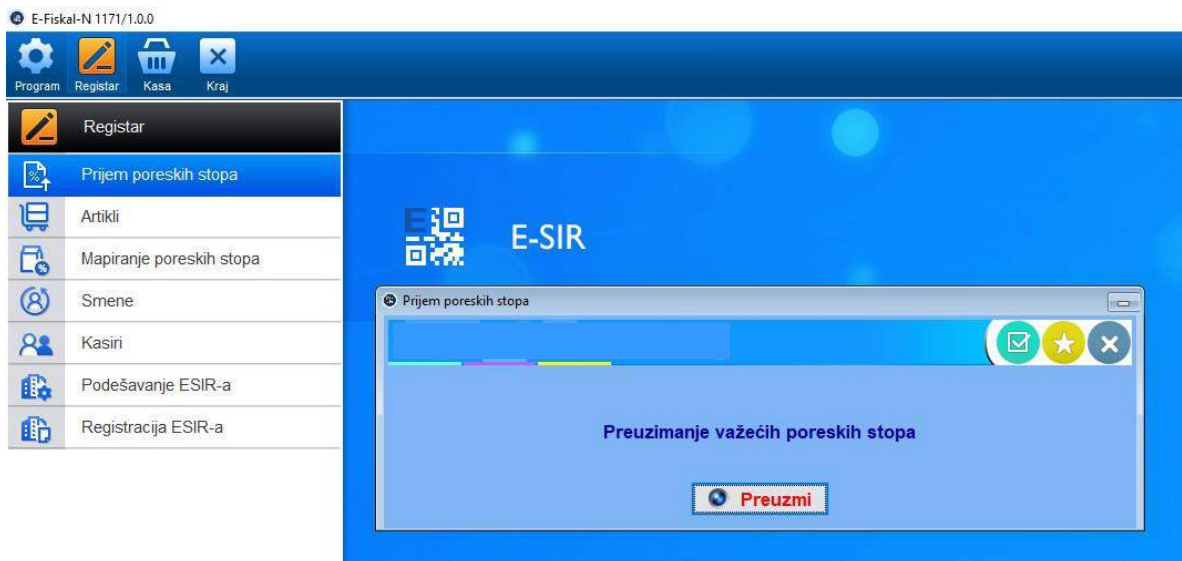 E-Fiskal-N 1171/1.0.0
Program Registar Kasa Kraj
Registar
Prijem poreskih stopa
Artikli
Mapiranje poreskih stopa
Smene
Kasiri
Podešavanje ESIR-a
Registracija ESIR-a
E
E-SIR
Prijem poreskih stopa
Preuzimanje važećih poreskih stopa
Preuzmi